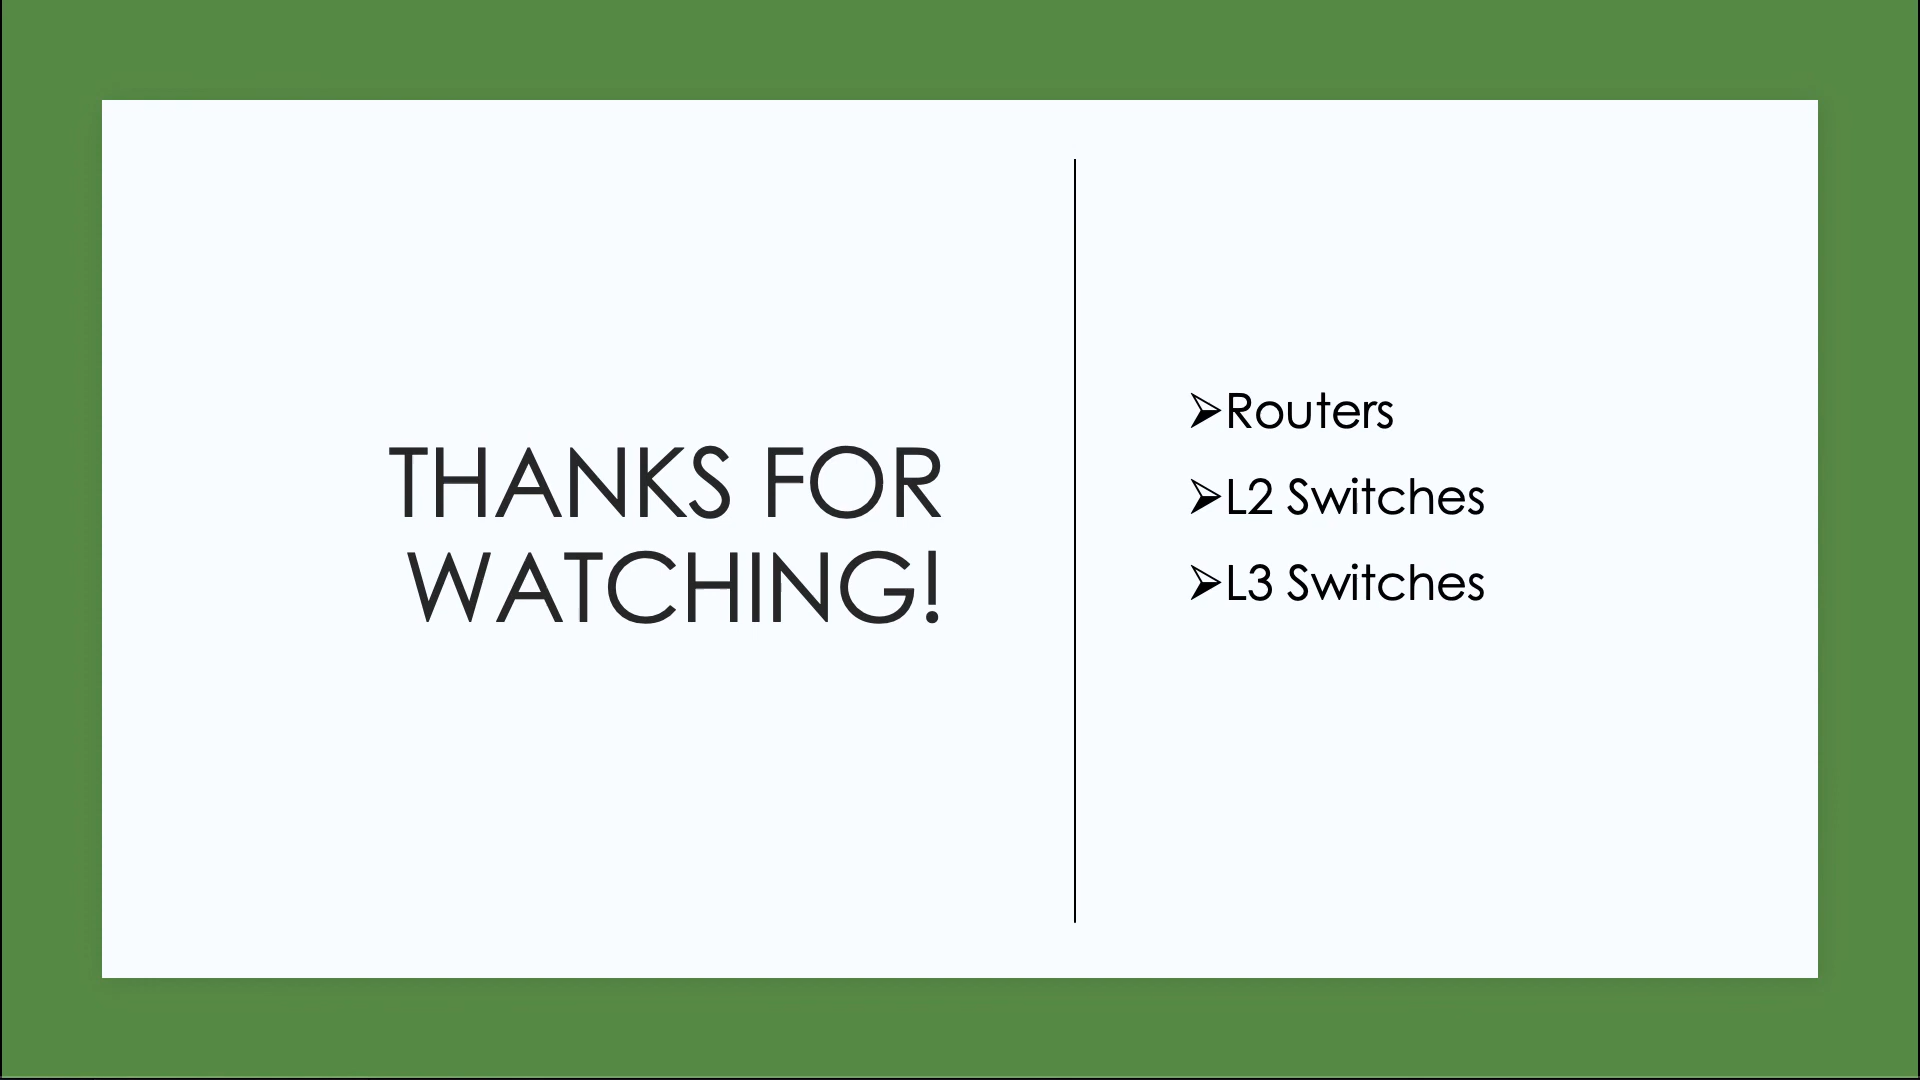 THANKS FOR
WATCHING!
➢Routers
➢L2 Switches
➢L3 Switches